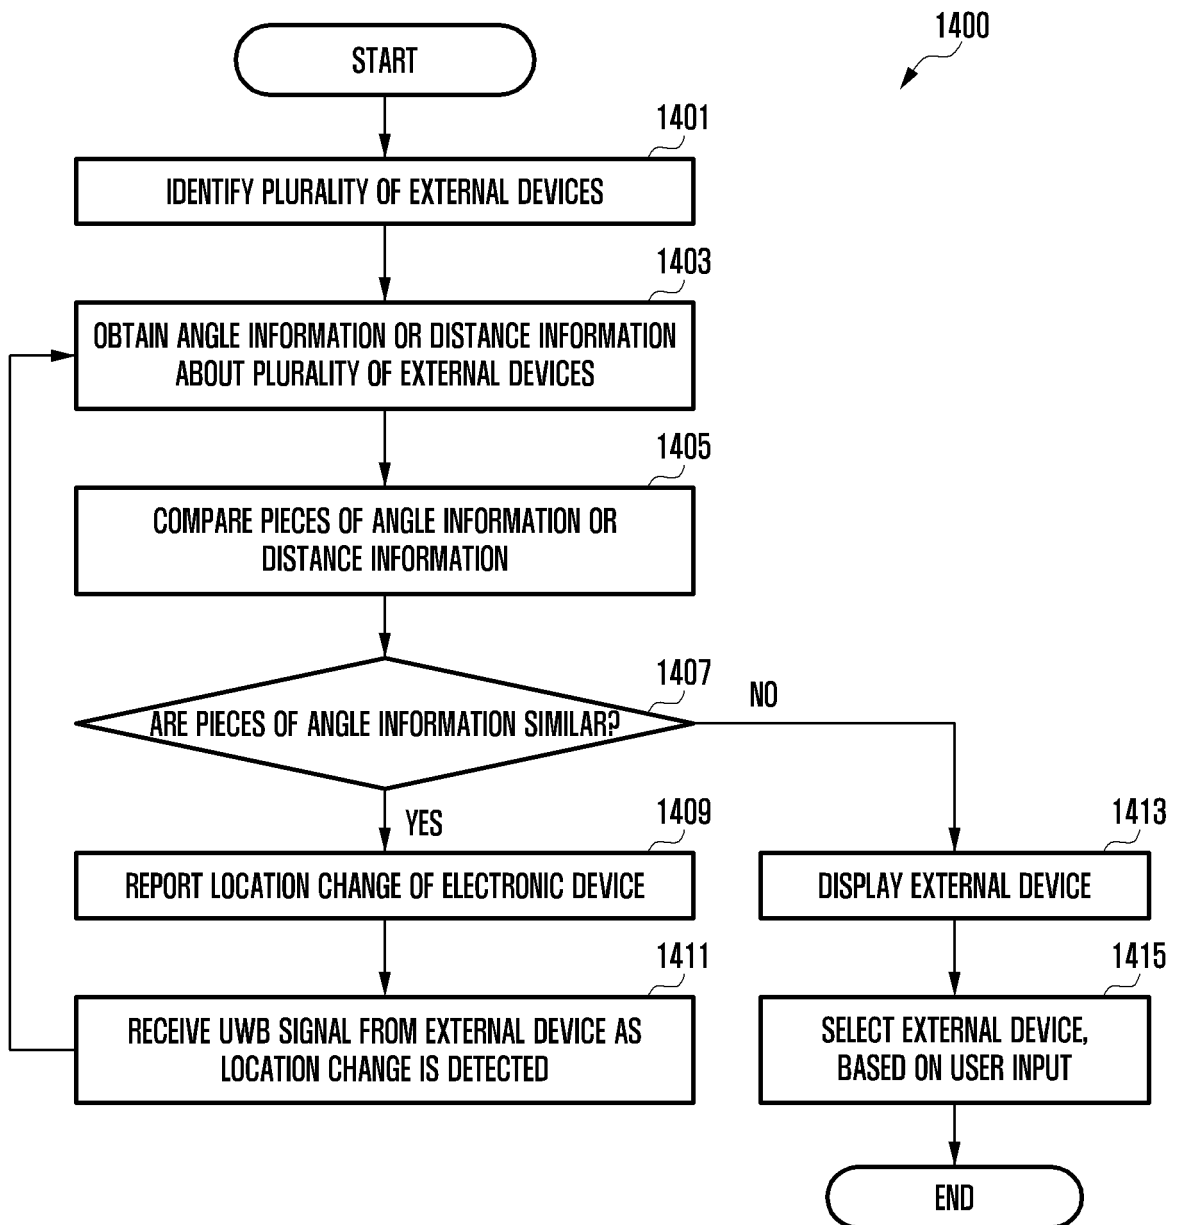 1400
START
1401
IDENTIFY PLURALITY OF EXTERNAL DEVICES
1403
OBTAIN ANGLE INFORMATION OR DISTANCE INFORMATION
ABOUT PLURALITY OF EXTERNAL DEVICES
1405
COMPARE PIECES OF ANGLE INFORMATION OR
DISTANCE INFORMATION
1407
ARE PIECES OF ANGLE INFORMATION SIMILAR?
NO
YES
1409
REPORT LOCATION CHANGE OF ELECTRONIC DEVICE
1411
RECEIVE UWB SIGNAL FROM EXTERNAL DEVICE AS
LOCATION CHANGE IS DETECTED
1413
DISPLAY EXTERNAL DEVICE
1415
SELECT EXTERNAL DEVICE,
BASED ON USER INPUT
END